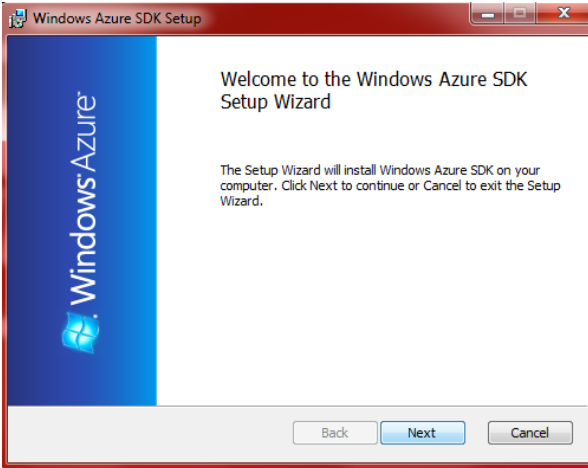 Windows Azure SDK Setup
Windows Azure™
Welcome to the Windows Azure SDK
Setup Wizard
The Setup Wizard will install Windows Azure SDK on your
computer. Click Next to continue or Cancel to exit the Setup
Wizard.
Back
Next
Cancel